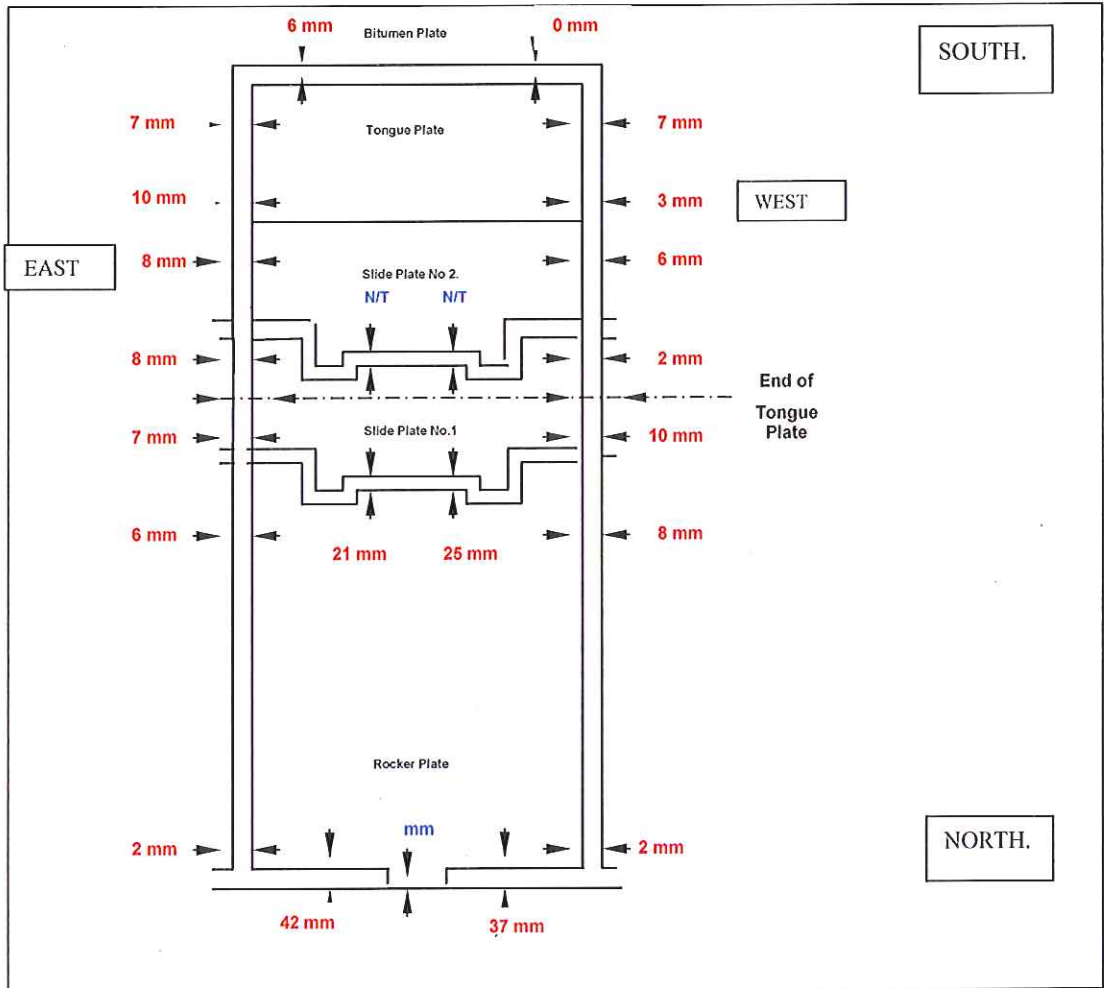 6 mm
Bitumen Plate
0 mm
SOUTH.
7 mm
Tongue Plate
7 mm
10 mm
3 mm
WEST
EAST
8 mm
Slide Plate No 2.
6 mm
N/T
N/T
8 mm
2 mm
End of
Tongue
Plate
7 mm
Slide Plate No.1
10 mm
6 mm
21 mm
25 mm
8 mm
Rocker Plate
mm
2 mm
2 mm
NORTH.
42 mm
37 mm